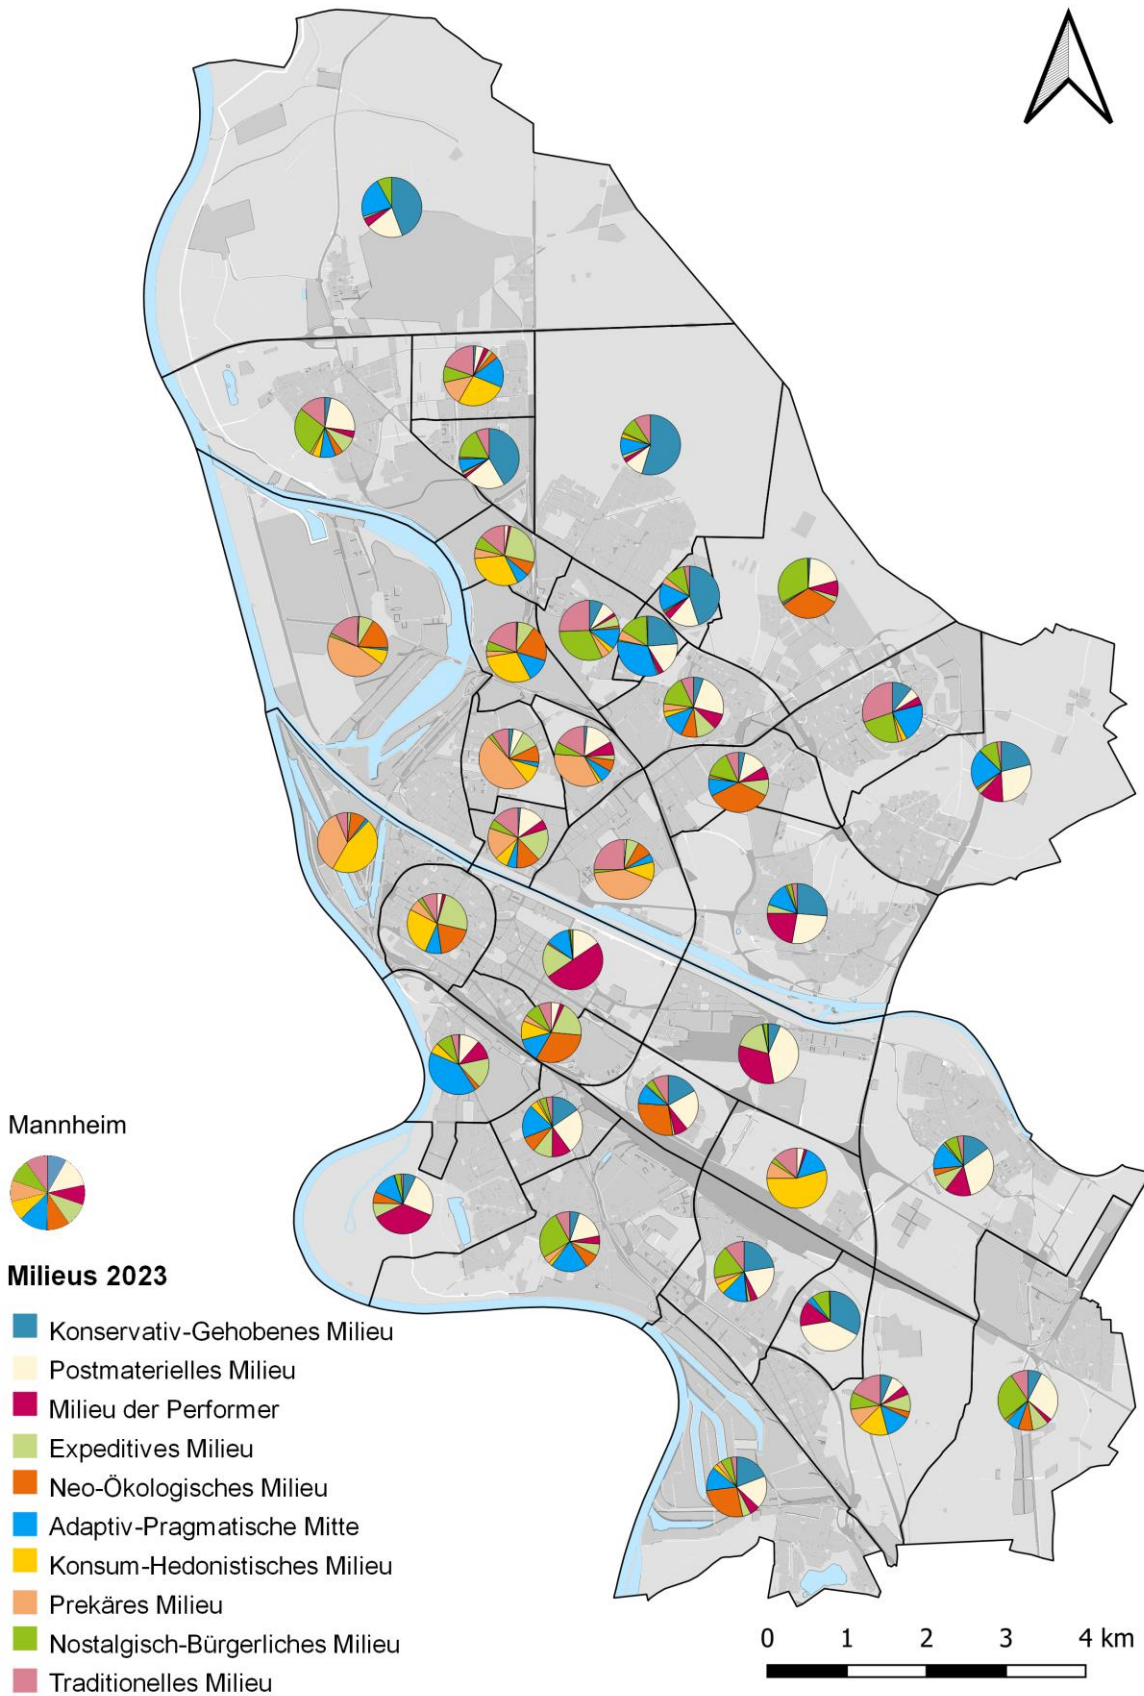 Mannheim
Milieus 2023
Konservativ-Gehobenes Milieu
Postmaterielles Milieu
Milieu der Performer
Expeditives Milieu
Neo-Ökologisches Milieu
Adaptiv-Pragmatische Mitte
Konsum-Hedonistisches Milieu
Prekäres Milieu
Nostalgisch-Bürgerliches Milieu
Traditionelles Milieu
0 1 2 3 4 km